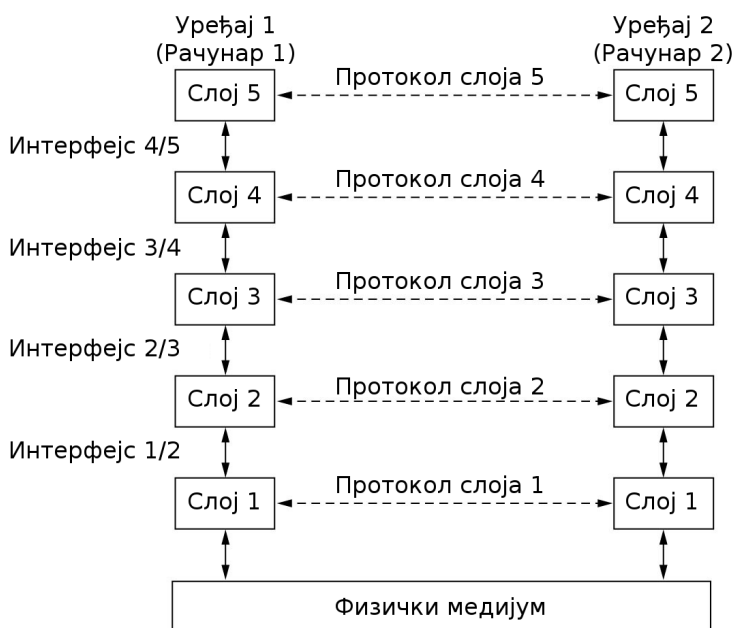 Уређај 1
(Рачунар 1)
Уређај 2
(Рачунар 2)
Слој 5
Протокол слоја 5
Слој 5
Интерфејс 4/5
Слој 4
Протокол слоја 4
Слој 4
Интерфејс 3/4
Слој 3
Протокол слоја 3
Слој 3
Интерфејс 2/3
Слој 2
Протокол слоја 2
Слој 2
Интерфејс 1/2
Слој 1
Протокол слоја 1
Слој 1
Физички медијум